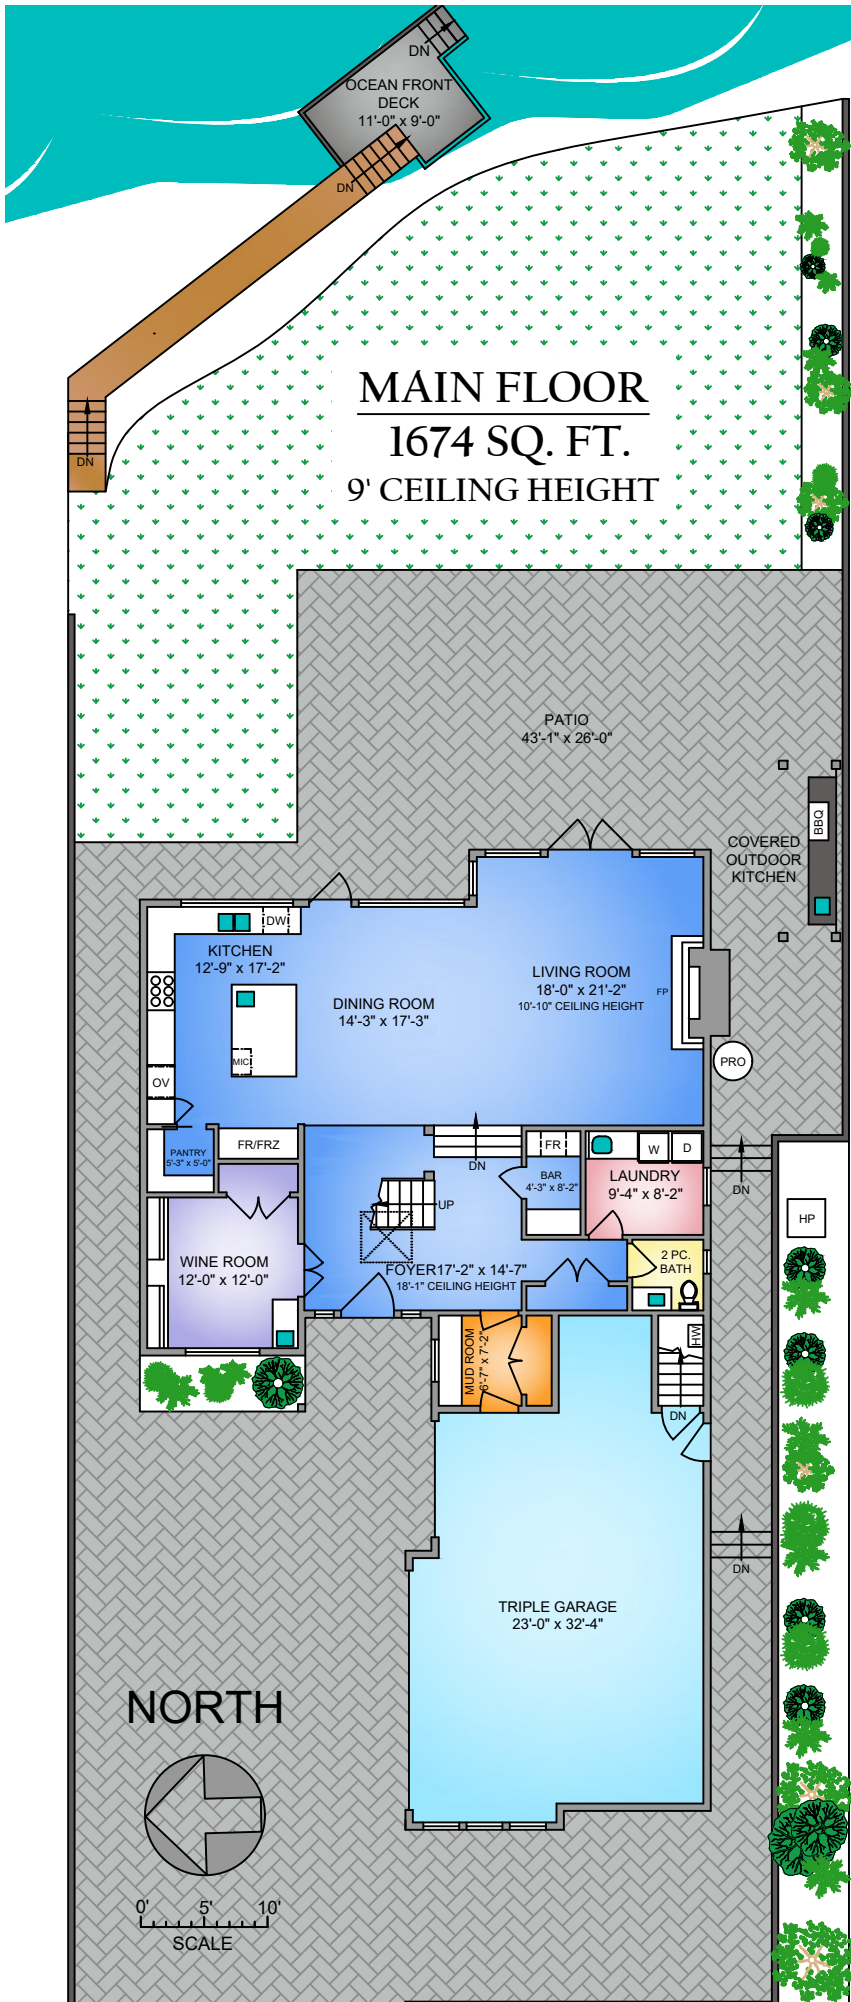 DN
OCEAN FRONT
DECK
11'-0" x 9'-0"
DN
MAIN FLOOR
1674 SQ. FT.
9' CEILING HEIGHT
DN
PATIO
43'-1" x 26'-0"
BBQ
COVERED
OUTDOOR
KITCHEN
DW
KITCHEN
12'-9" x 17'-2"
DINING ROOM
14'-3" x 17'-3"
LIVING ROOM
18'-0" x 21'-2"
10'-10" CEILING HEIGHT
FP
MIC
OV
PRO
PANTRY
5'-3" x 5'-0"
FR/FRZ
DN
FR
BAR
4'-3" x 8'-2"
W
D
LAUNDRY
9'-4" x 8'-2"
DN
UP
HP
WINE ROOM
12'-0" x 12'-0"
FOYER 17'-2" x 14'-7"
18'-1" CEILING HEIGHT
2 PC.
BATH
MUD ROOM
6'-7" x 7'-2"
HW
DN
DN
TRIPLE GARAGE
23'-0" x 32'-4"
NORTH
0' 5' 10'
SCALE